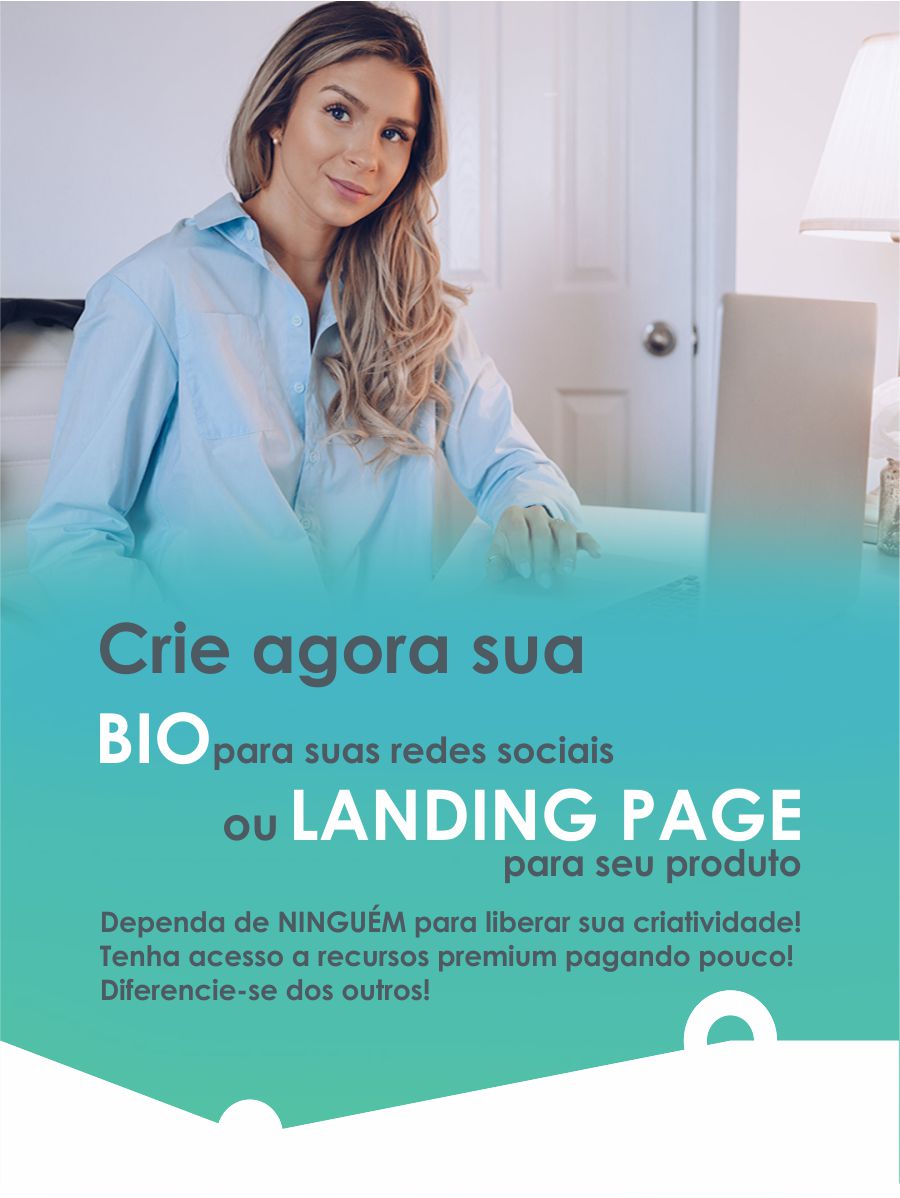 Crie agora sua
BIO para suas redes sociais
ou LANDING PAGE
para seu produto
Dependa de NINGUÉM para liberar sua criatividade!
Tenha acesso a recursos premium pagando pouco!
Diferencie-se dos outros!